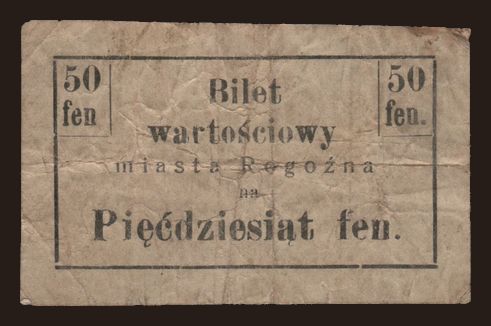 50
fen
50
fen.
Bilet
wartościowy
miasta Rogoźna
na
Pięćdziesiąt fen.